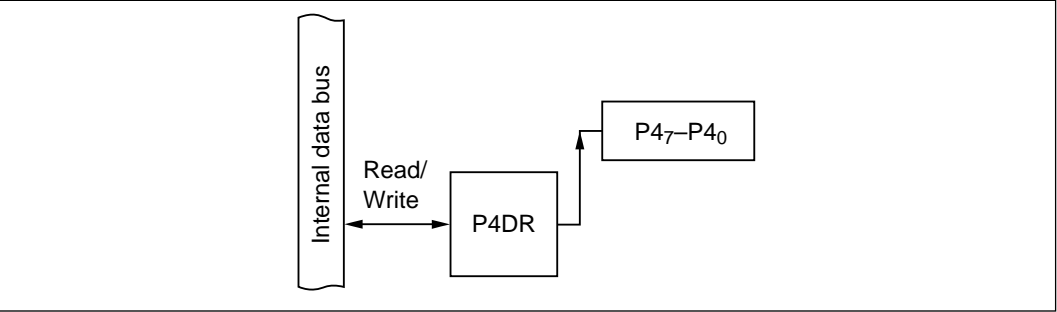 Internal data bus
Read/
Write
P4DR
P4₇–P4₀